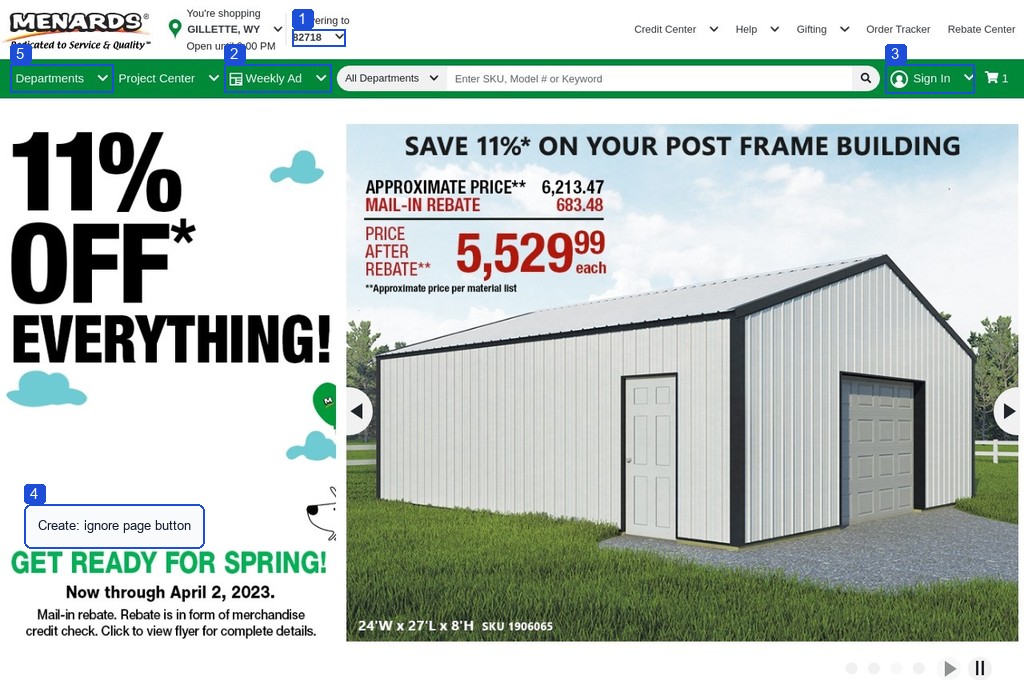 MENARDS®
Dedicated to Service & Quality™
You're shopping
GILLETTE, WY
Open until
PM
1
ering to
82718
Credit Center
Help
Gifting
Order Tracker
Rebate Center
5
2
3
Departments
Project Center
Weekly Ad
All Departments
Enter SKU, Model # or Keyword
Sign In
1
11%
OFF*
EVERYTHING!
M
4
Create: ignore page button
GET READY FOR SPRING!
Now through April 2, 2023.
Mail-in rebate. Rebate is in form of merchandise
credit check. Click to view flyer for complete details.
SAVE 11%* ON YOUR POST FRAME BUILDING
APPROXIMATE PRICE** 6,213.47
MAIL-IN REBATE 683.48
PRICE
AFTER
REBATE**
5,529.99
each
**Approximate price per material list
24'W x 27'L x 8'H SKU 1906065